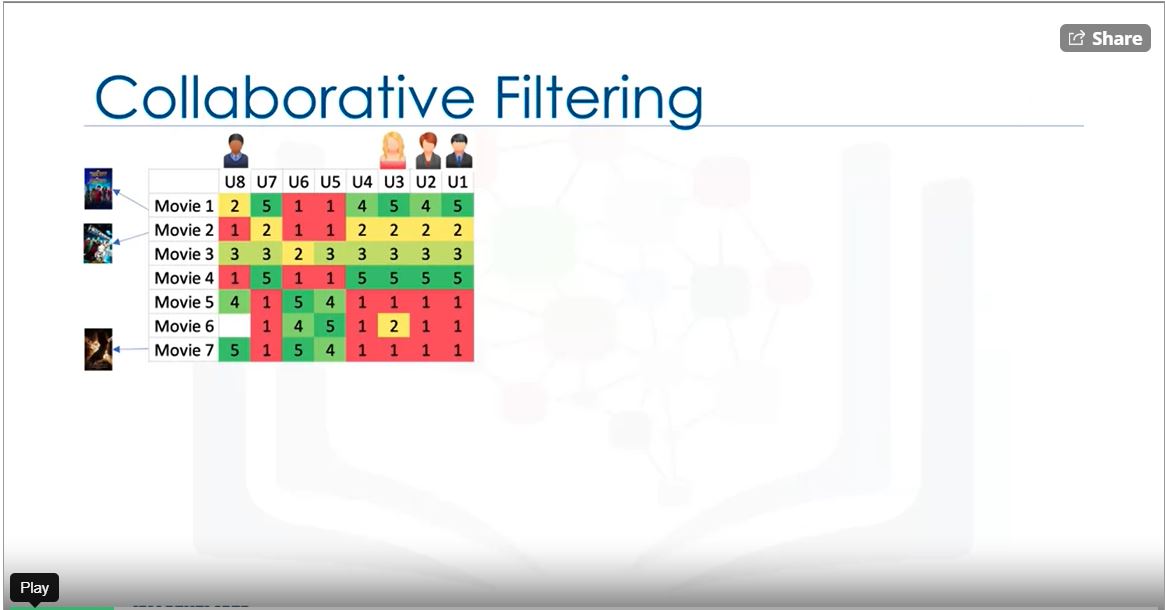 Share
Collaborative Filtering
U8 U7 U6 U5 U4 U3 U2 U1
Movie 1 2 5 1 1 4 5 4 5
Movie 2 1 2 1 1 2 2 2 2
Movie 3 3 3 2 3 3 3 3 3
Movie 4 1 5 1 1 5 5 5 5
Movie 5 4 1 5 4 1 1 1 1
Movie 6 1 4 5 1 2 1 1
Movie 7 5 1 5 4 1 1 1 1
Play